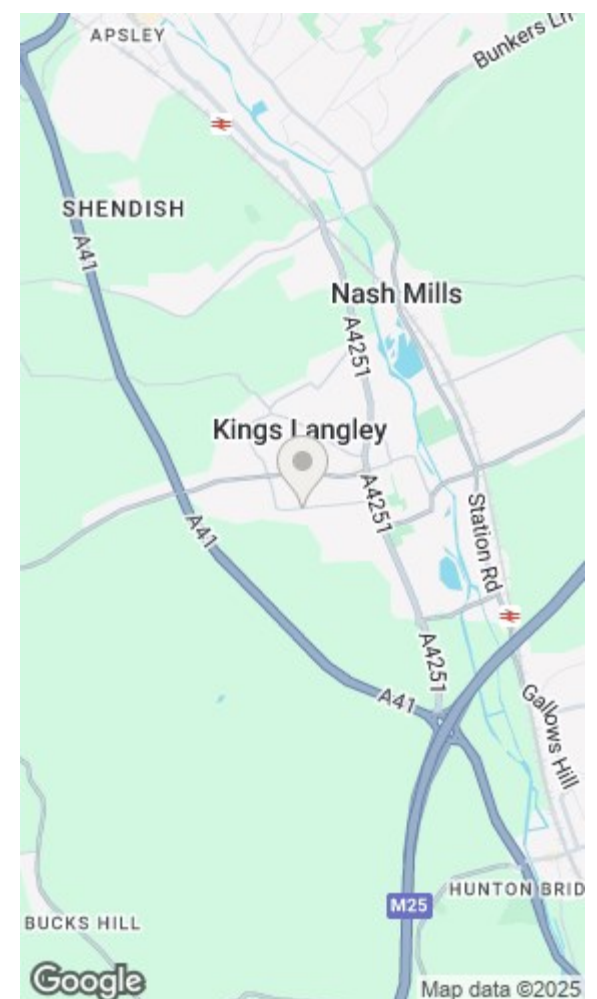 APSLEY
Bunkers Ln
SHENDISH
A41
Nash Mills
A4251
Kings Langley
A4251
A41
Station Rd
A4251
A41
Gallows Hill
M25
HUNTON BRID
BUCKS HILL
Google
Map data ©2025